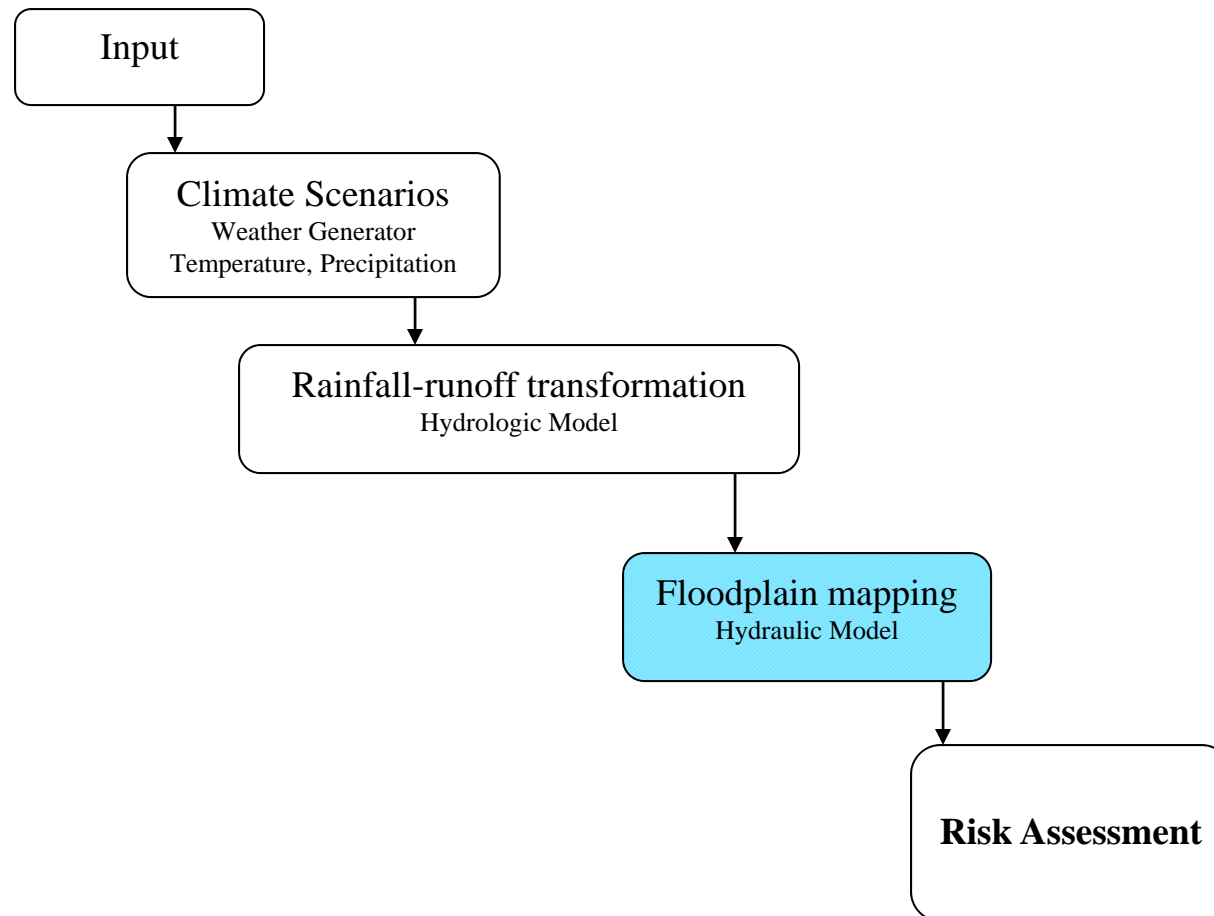 Input
Climate Scenarios
Weather Generator
Temperature, Precipitation
Rainfall-runoff transformation
Hydrologic Model
Floodplain mapping
Hydraulic Model
Risk Assessment